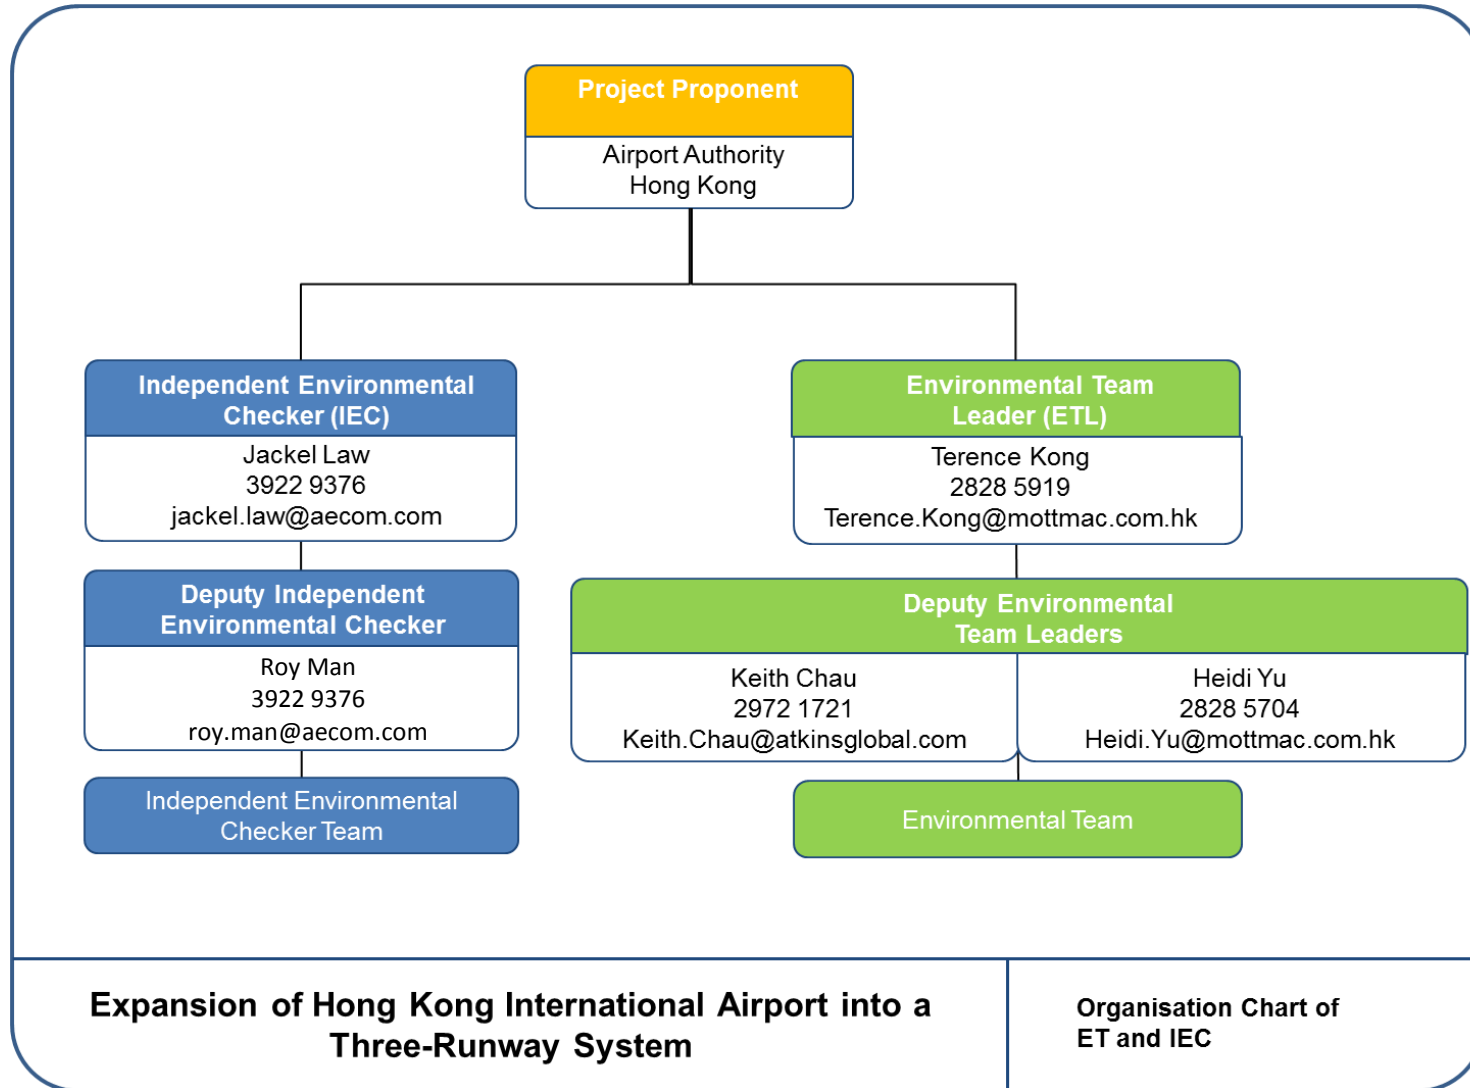 Project Proponent
Airport Authority
Hong Kong
Independent Environmental
Checker (IEC)
Jackel Law
3922 9376
jackel.law@aecom.com
Environmental Team
Leader (ETL)
Terence Kong
2828 5919
Terence.Kong@mottmac.com.hk
Deputy Independent
Environmental Checker
Roy Man
3922 9376
roy.man@aecom.com
Deputy Environmental
Team Leaders
Keith Chau
2972 1721
Keith.Chau@atkinsglobal.com
Heidi Yu
2828 5704
Heidi.Yu@mottmac.com.hk
Independent Environmental
Checker Team
Environmental Team
Expansion of Hong Kong International Airport into a
Three-Runway System
Organisation Chart of
ET and IEC